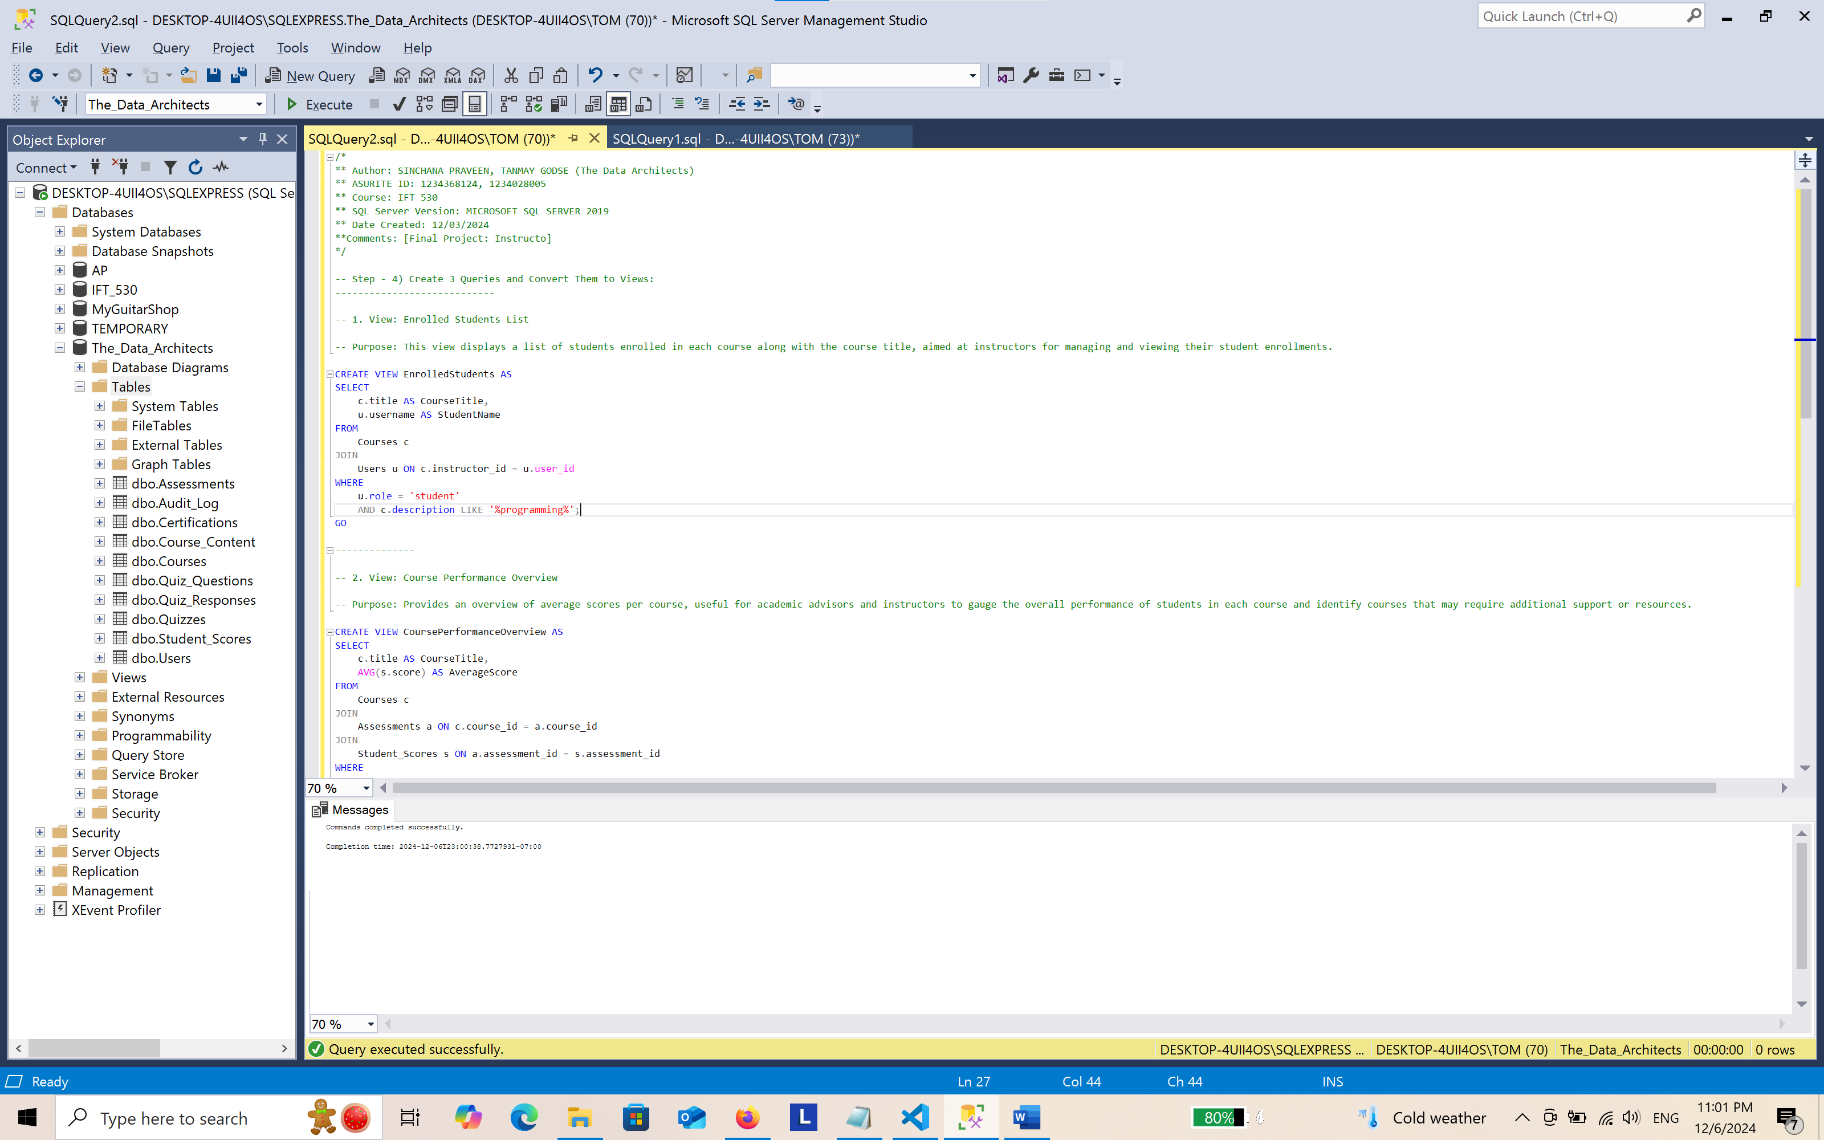 SQLQuery2.sql - DESKTOP-4UII4OS\SQLEXPRESS.The_Data_Architects (DESKTOP-4UII4OS\TOM (70))* - Microsoft SQL Server Management Studio
Quick Launch (Ctrl+Q)
File Edit View Query Project Tools Window Help
New Query MDX DMX XMLA DAX
The_Data_Architects Execute
Object Explorer
SQLQuery2.sql - D...-4UII4OS\TOM (70))* SQLQuery1.sql - D...-4UII4OS\TOM (73))*
Connect
DESKTOP-4UII4OS\SQLEXPRESS (SQL Se
Databases
System Databases
Database Snapshots
AP
IFT_530
MyGuitarShop
TEMPORARY
The_Data_Architects
Database Diagrams
Tables
System Tables
FileTables
External Tables
Graph Tables
dbo.Assessments
dbo.Audit_Log
dbo.Certifications
dbo.Course_Content
dbo.Courses
dbo.Quiz_Questions
dbo.Quiz_Responses
dbo.Quizzes
dbo.Student_Scores
dbo.Users
Views
External Resources
Synonyms
Programmability
Query Store
Service Broker
Storage
Security
Security
Server Objects
Replication
Management
XEvent Profiler
/*
** Author: SINCHANA PRAVEEN, TANMAY GODSE (The Data Architects)
** ASURITE ID: 1234368124, 1234028005
** Course: IFT 530
** SQL Server Version: MICROSOFT SQL SERVER 2019
** Date Created: 12/03/2024
**Comments: [Final Project: Instructo]
*/
-- Step - 4) Create 3 Queries and Convert Them to Views:
----------------------------
-- 1. View: Enrolled Students List
-- Purpose: This view displays a list of students enrolled in each course along with the course title, aimed at instructors for managing and viewing their student enrollments.
CREATE VIEW EnrolledStudents AS
SELECT
c.title AS CourseTitle,
u.username AS StudentName
FROM
Courses c
JOIN
Users u ON c.instructor_id = u.user_id
WHERE
u.role = 'student'
AND c.description LIKE '%programming%';
GO
--------------
-- 2. View: Course Performance Overview
-- Purpose: Provides an overview of average scores per course, useful for academic advisors and instructors to gauge the overall performance of students in each course and identify courses that may require additional support or resources.
CREATE VIEW CoursePerformanceOverview AS
SELECT
c.title AS CourseTitle,
AVG(s.score) AS AverageScore
FROM
Courses c
JOIN
Assessments a ON c.course_id = a.course_id
JOIN
Student_Scores s ON a.assessment_id = s.assessment_id
WHERE
70 %
Messages
Commands completed successfully.
Completion time: 2024-12-06T23:00:38.7727931-07:00
70 %
Query executed successfully. DESKTOP-4UII4OS\SQLEXPRESS ... DESKTOP-4UII4OS\TOM (70) The_Data_Architects 00:00:00 0 rows
Ready Ln 27 Col 44 Ch 44 INS
Type here to search
80%
Cold weather
ENG
11:01 PM
12/6/2024
7